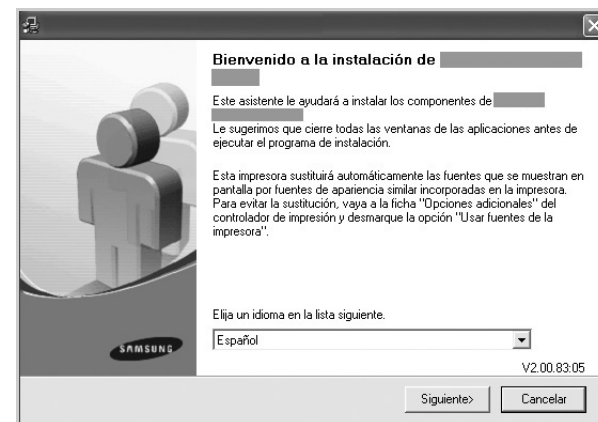 Bienvenido a la instalación de
Este asistente le ayudará a instalar los componentes de
Le sugerimos que cierre todas las ventanas de las aplicaciones antes de
ejecutar el programa de instalación.
Esta impresora sustituirá automáticamente las fuentes que se muestran en
pantalla por fuentes de apariencia similar incorporadas en la impresora.
Para evitar la sustitución, vaya a la ficha "Opciones adicionales" del
controlador de impresión y desmarque la opción "Usar fuentes de la
impresora".
Elija un idioma en la lista siguiente.
Español
SAMSUNG
V2.00.83:05
Siguiente>
Cancelar